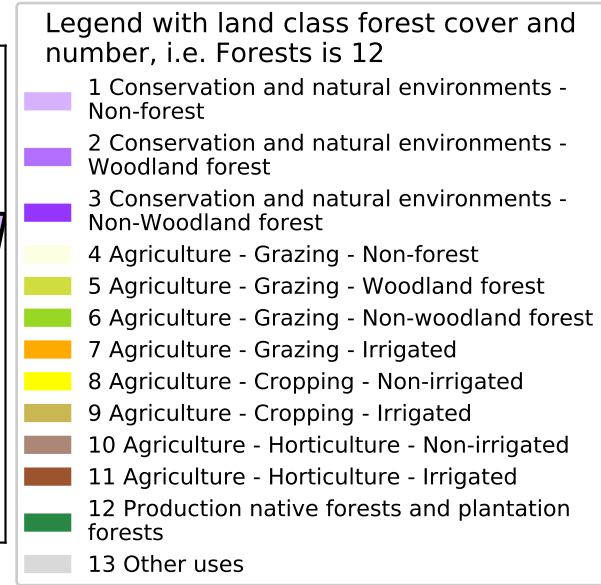 Legend with land class forest cover and
number, i.e. Forests is 12
1 Conservation and natural environments -
Non-forest
2 Conservation and natural environments -
Woodland forest
3 Conservation and natural environments -
Non-Woodland forest
4 Agriculture - Grazing - Non-forest
5 Agriculture - Grazing - Woodland forest
6 Agriculture - Grazing - Non-woodland forest
7 Agriculture - Grazing - Irrigated
8 Agriculture - Cropping - Non-irrigated
9 Agriculture - Cropping - Irrigated
10 Agriculture - Horticulture - Non-irrigated
11 Agriculture - Horticulture - Irrigated
12 Production native forests and plantation
forests
13 Other uses